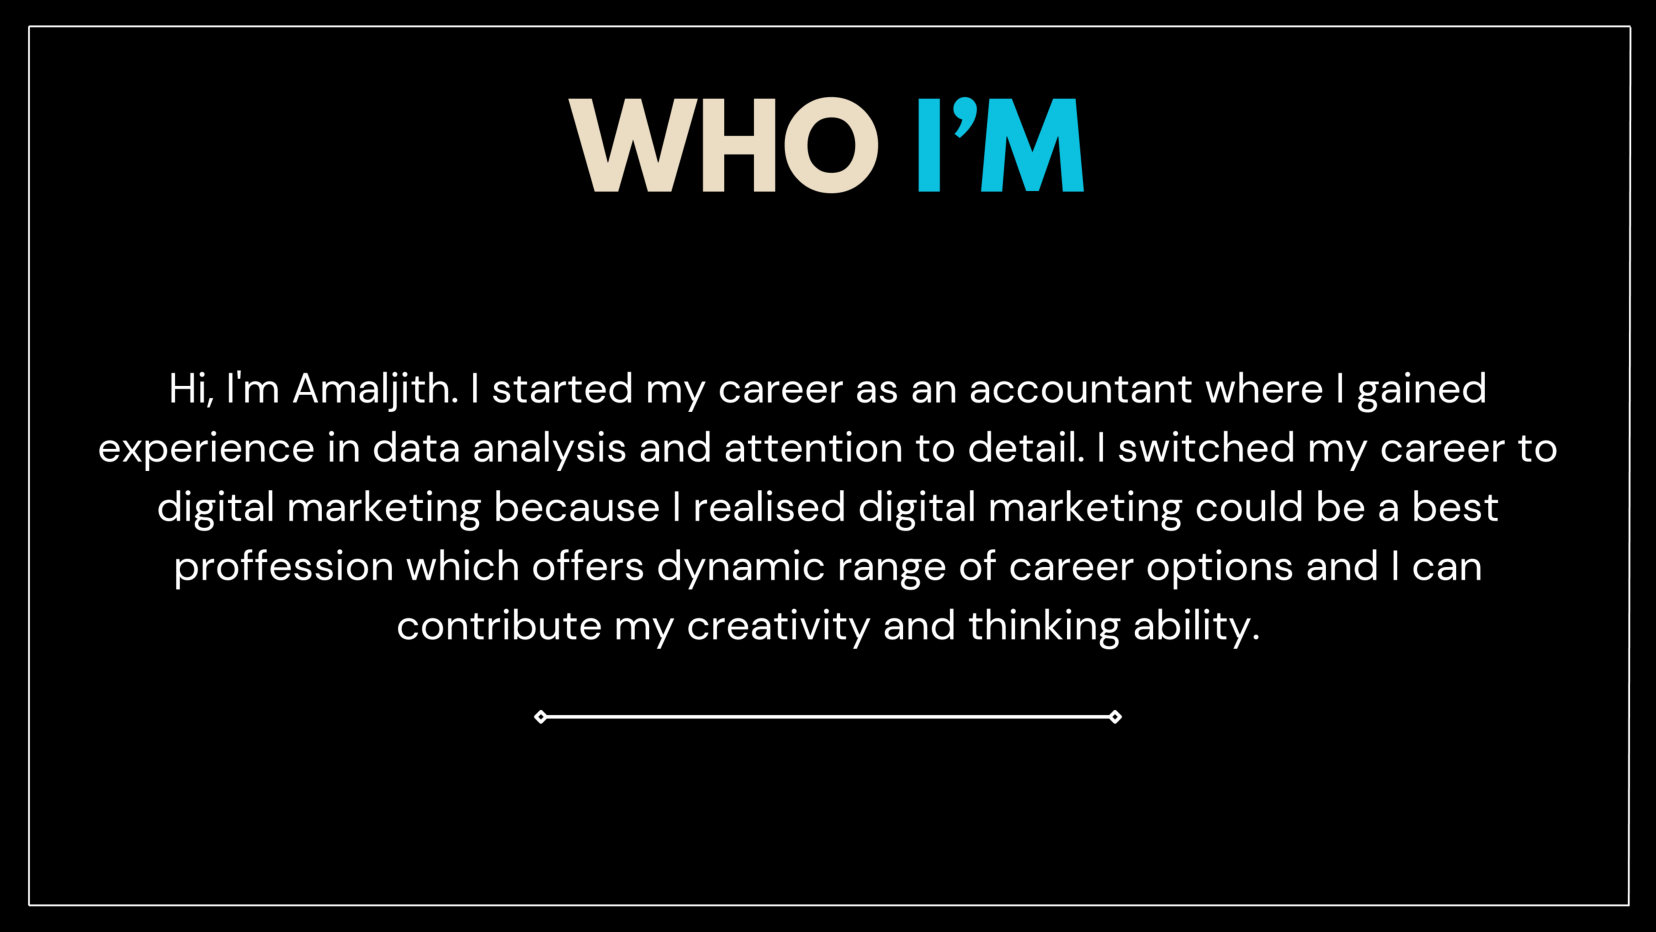 WHO I’M
Hi, I'm Amaljith. I started my career as an accountant where I gained
experience in data analysis and attention to detail. I switched my career to
digital marketing because I realised digital marketing could be a best
proffession which offers dynamic range of career options and I can
contribute my creativity and thinking ability.